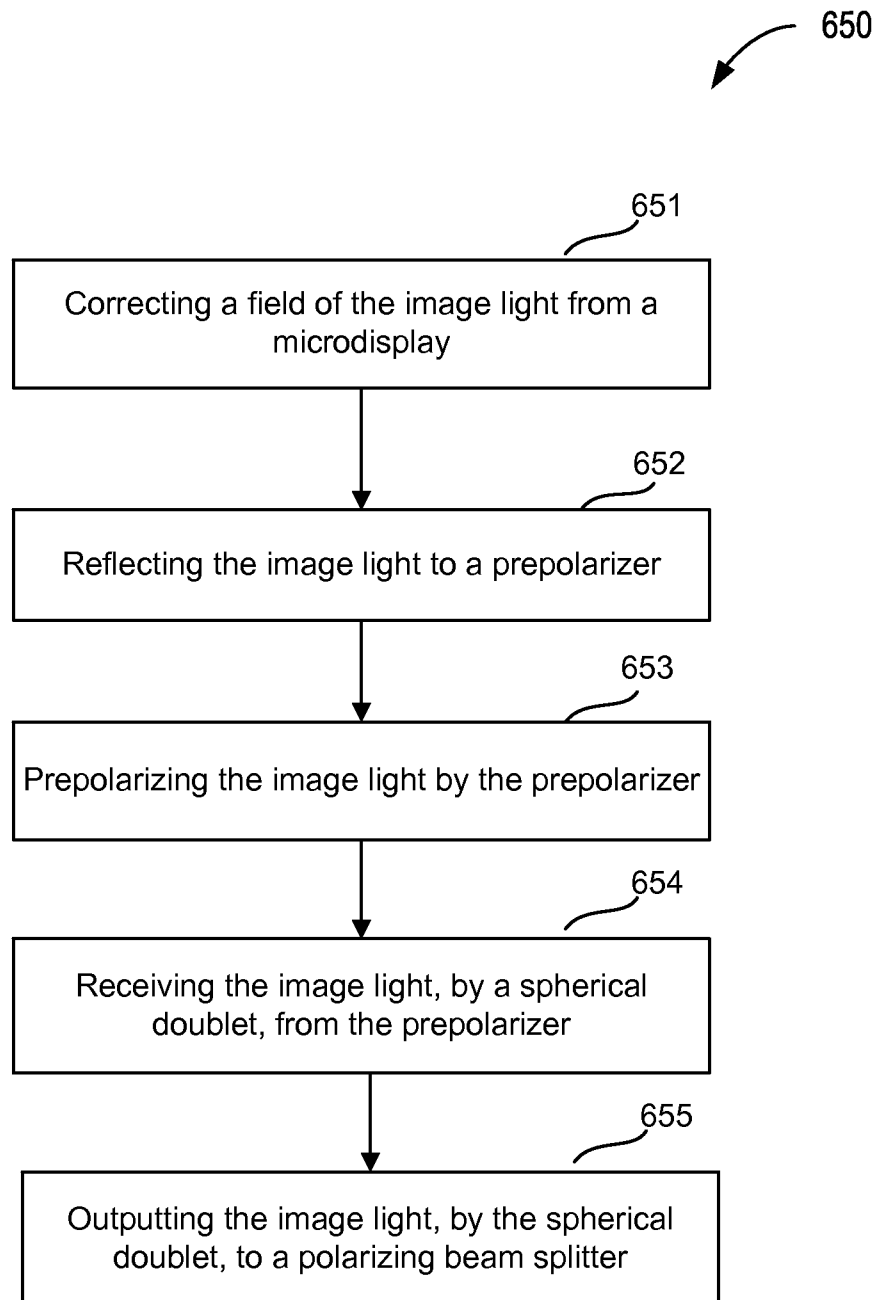 650
651
Correcting a field of the image light from a
microdisplay
652
Reflecting the image light to a prepolarizer
653
Prepolarizing the image light by the prepolarizer
654
Receiving the image light, by a spherical
doublet, from the prepolarizer
655
Outputting the image light, by the spherical
doublet, to a polarizing beam splitter